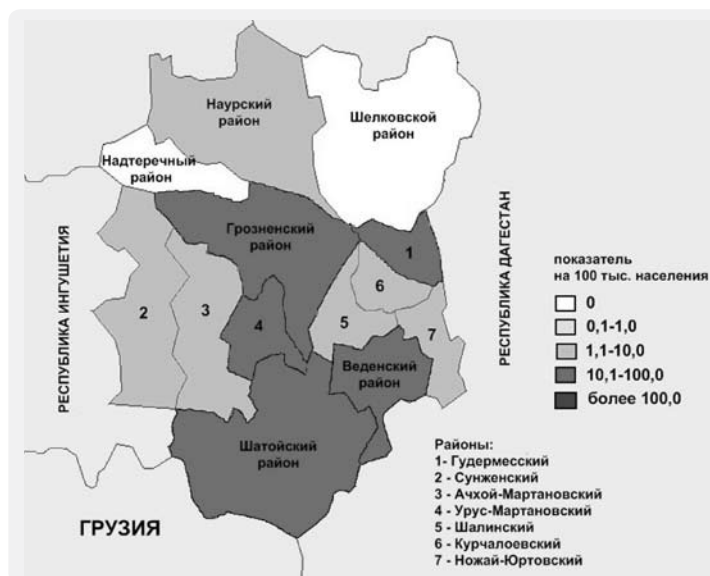 Наурский
район
Шелковской
район
Надтеречный
район
Грозненский
район
1
6
2
3
4
5
7
Веденский
район
Шатойский
район
РЕСПУБЛИКА ИНГУШЕТИЯ
РЕСПУБЛИКА ДАГЕСТАН
ГРУЗИЯ
показатель
на 100 тыс. населения
0
0,1-1,0
1,1-10,0
10,1-100,0
более 100,0
Районы:
1- Гудермесский
2 - Сунженский
3 - Ачхой-Мартановский
4 - Урус-Мартановский
5 - Шалинский
6 - Курчалоевский
7 - Ножай-Юртовский